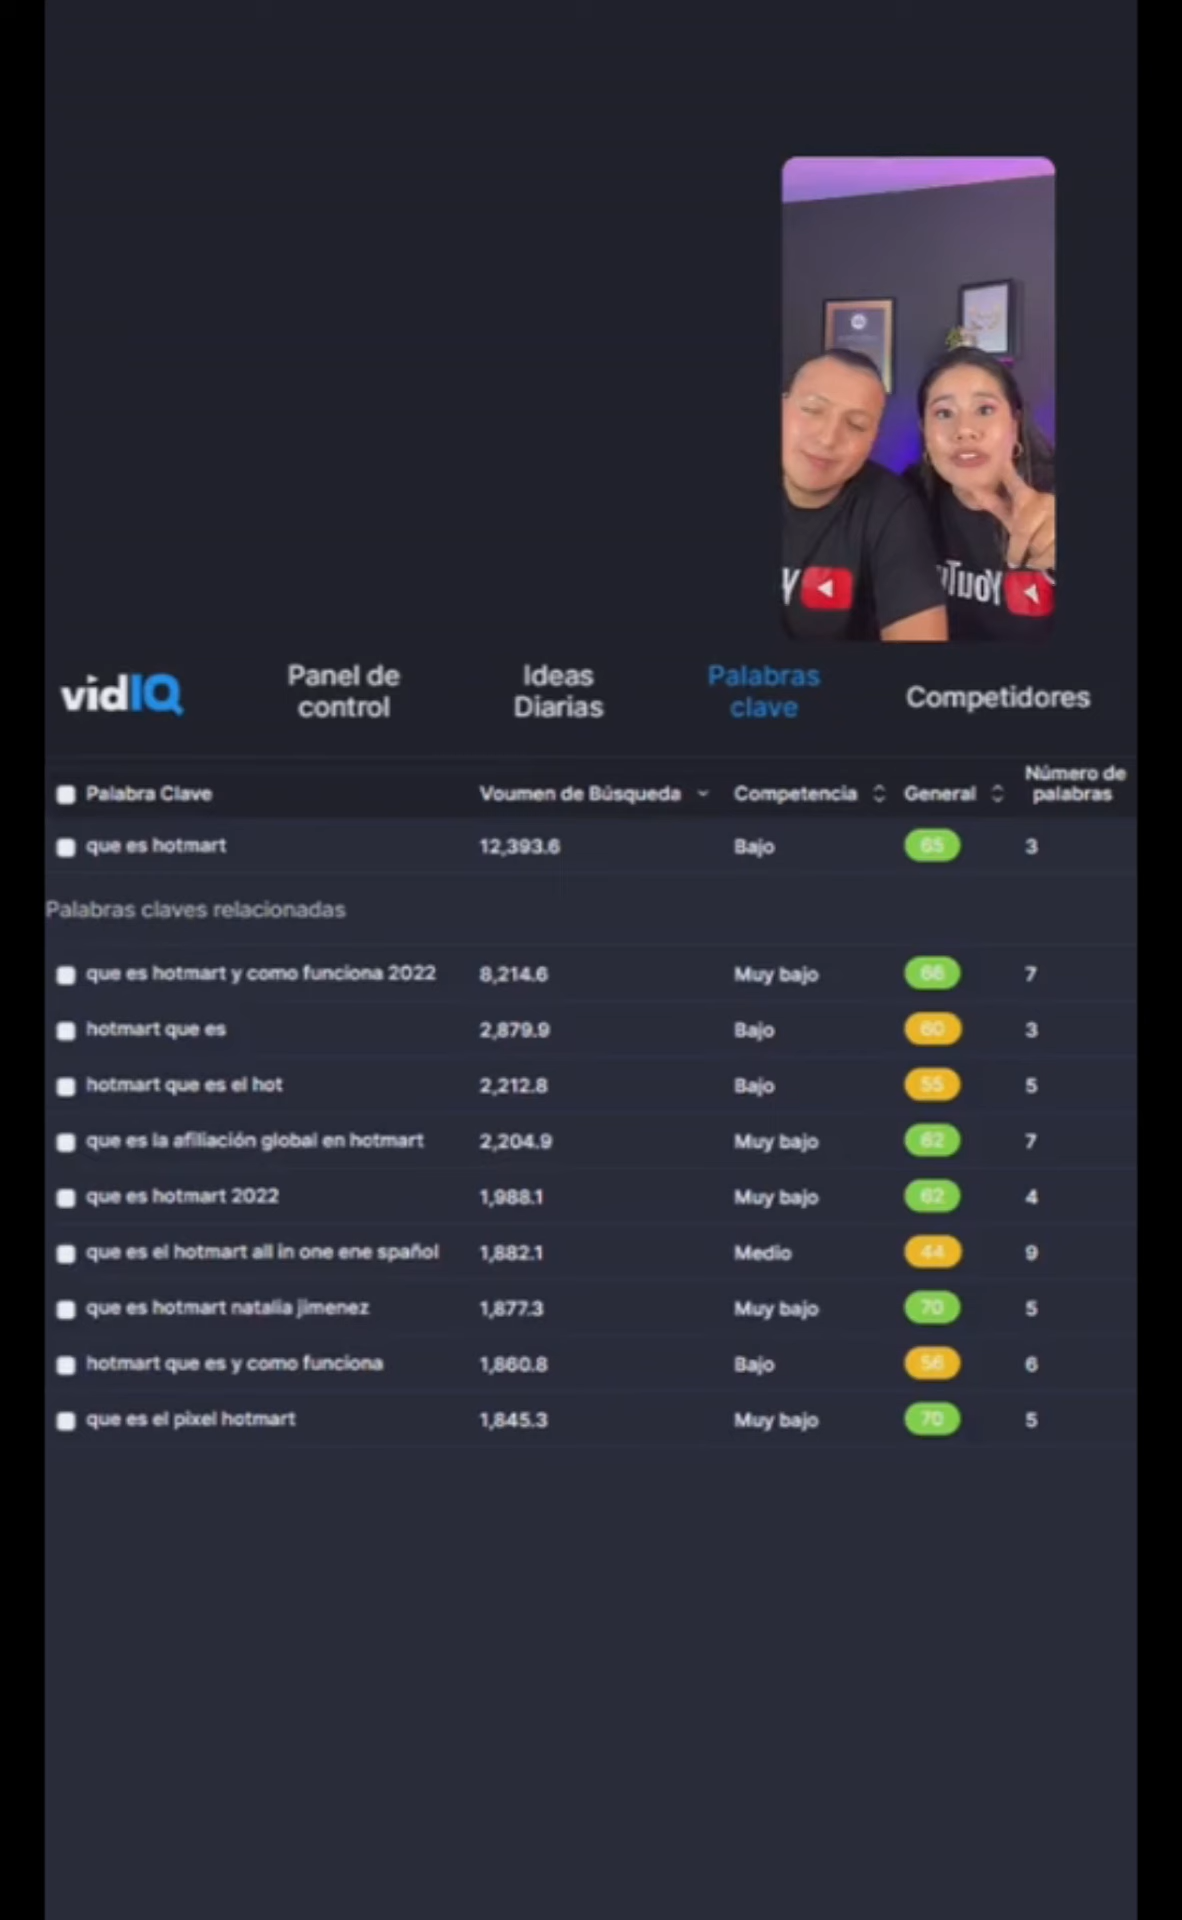 vidIQ
Panel de control
Ideas Diarias
Palabras clave
Competidores
Palabra Clave Voumen de Búsqueda Competencia General Número de palabras
que es hotmart 12,393.6 Bajo 65 3
Palabras claves relacionadas
que es hotmart y como funciona 2022 8,214.6 Muy bajo 66 7
hotmart que es 2,879.9 Bajo 60 3
hotmart que es el hot 2,212.8 Bajo 55 5
que es la afiliación global en hotmart 2,204.9 Muy bajo 62 7
que es hotmart 2022 1,988.1 Muy bajo 62 4
que es el hotmart all in one ene spañol 1,882.1 Medio 44 9
que es hotmart natalia jimenez 1,877.3 Muy bajo 70 5
hotmart que es y como funciona 1,860.8 Bajo 56 6
que es el pixel hotmart 1,845.3 Muy bajo 70 5